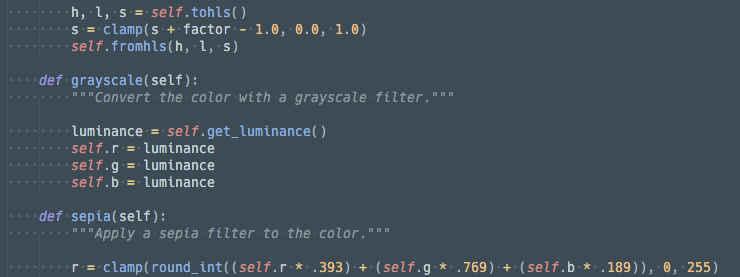 h, l, s = self.tohls()
s = clamp(s + factor - 1.0, 0.0, 1.0)
self.fromhls(h, l, s)
def grayscale(self):
"""Convert the color with a grayscale filter."""
luminance = self.get_luminance()
self.r = luminance
self.g = luminance
self.b = luminance
def sepia(self):
"""Apply a sepia filter to the color."""
r = clamp(round_int((self.r * .393) + (self.g * .769) + (self.b * .189)), 0, 255)